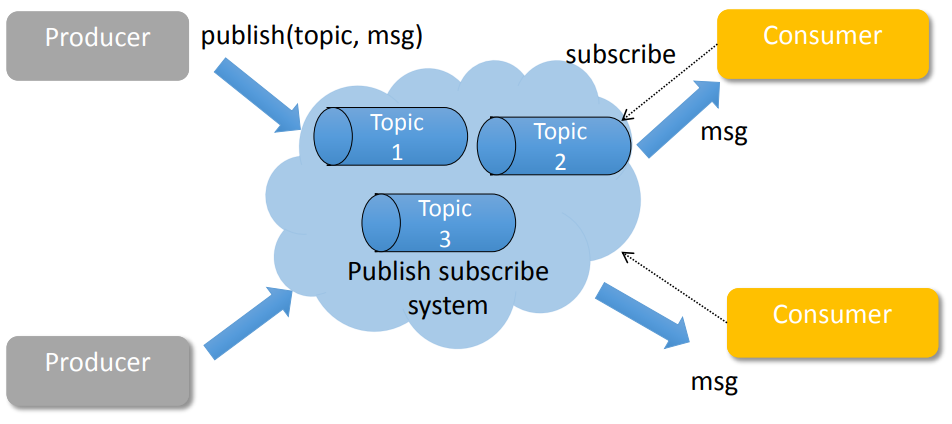 Producer
publish(topic, msg)
subscribe
Consumer
Topic
1
Topic
2
msg
Topic
3
Publish subscribe
system
Producer
Consumer
msg